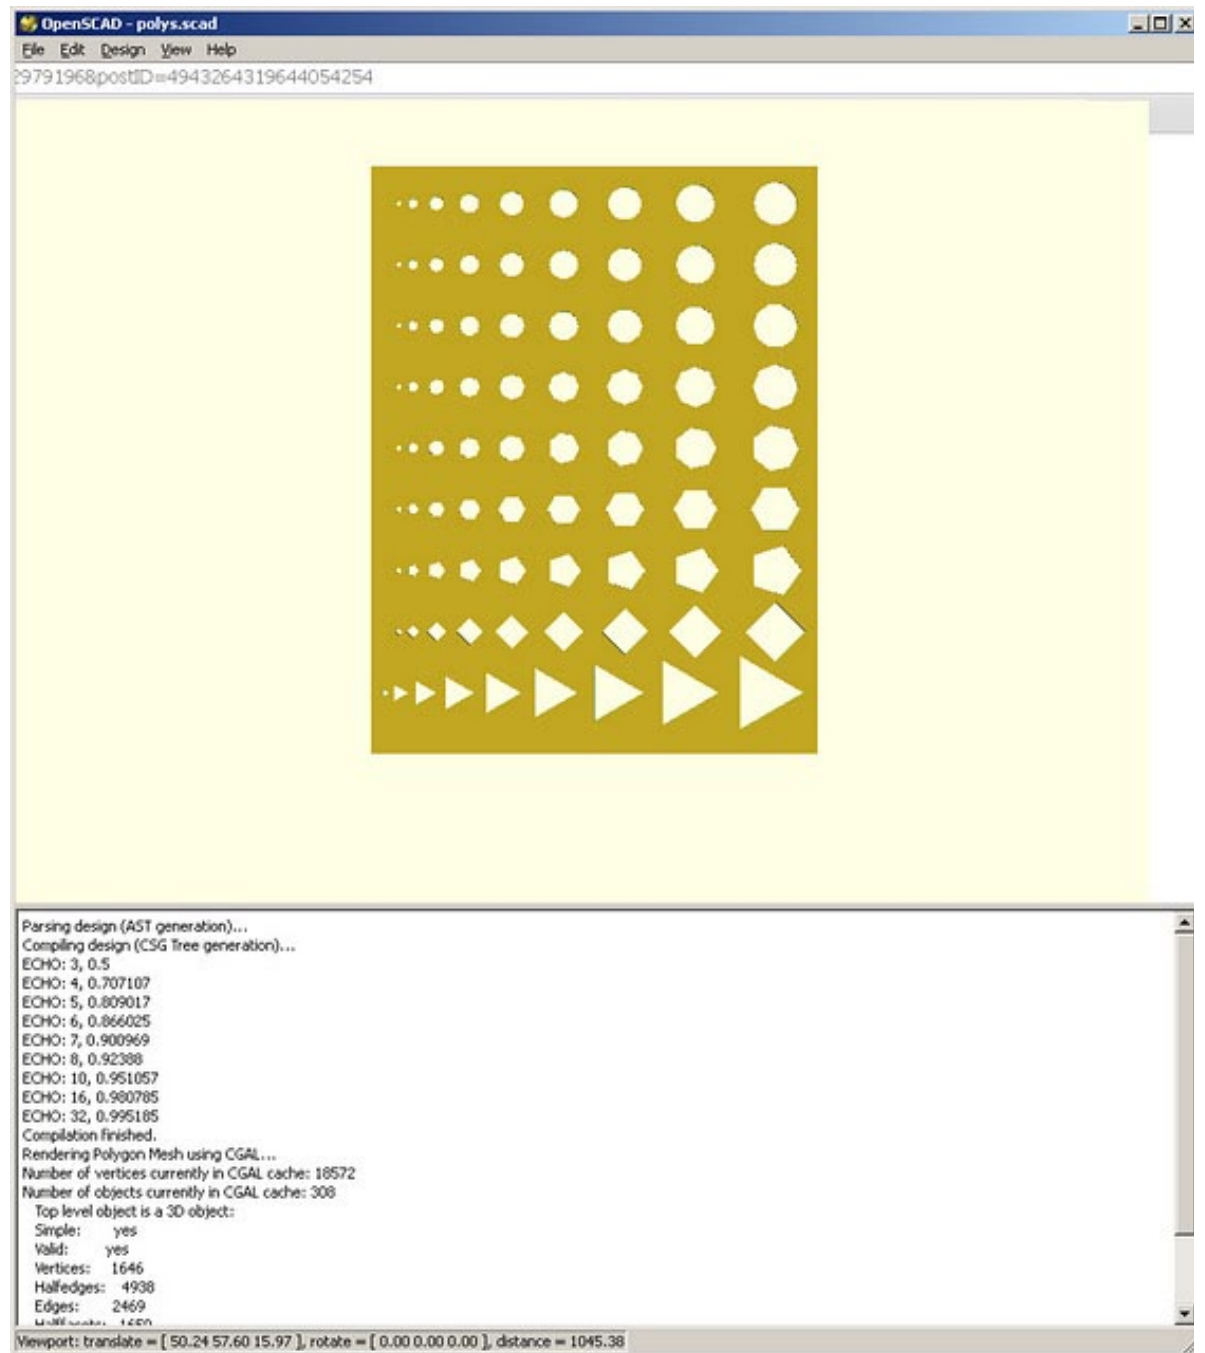 OpenSCAD - polys.scad
File Edit Design View Help
29791968&postID=4943264319644054254
Parsing design (AST generation)...
Compiling design (CSG Tree generation)...
ECHO: 3, 0.5
ECHO: 4, 0.707107
ECHO: 5, 0.809017
ECHO: 6, 0.866025
ECHO: 7, 0.900969
ECHO: 8, 0.92388
ECHO: 10, 0.951057
ECHO: 16, 0.980785
ECHO: 32, 0.995185
Compilation finished.
Rendering Polygon Mesh using CGAL...
Number of vertices currently in CGAL cache: 18572
Number of objects currently in CGAL cache: 308
Top level object is a 3D object:
Simple: yes
Valid: yes
Vertices: 1646
Halfedges: 4938
Edges: 2469
Viewport: translate = [ 50.24 57.60 15.97 ], rotate = [ 0.00 0.00 0.00 ], distance = 1045.38